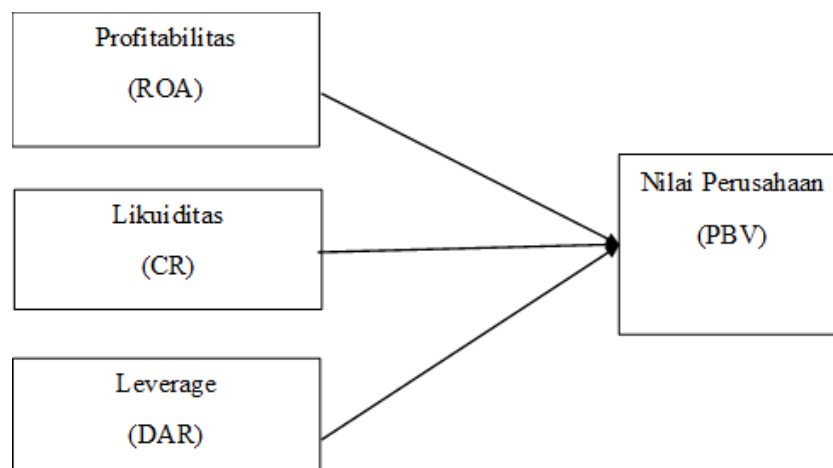 Profitabilitas
(ROA)
Likuiditas
(CR)
Leverage
(DAR)
Nilai Perusahaan
(PBV)